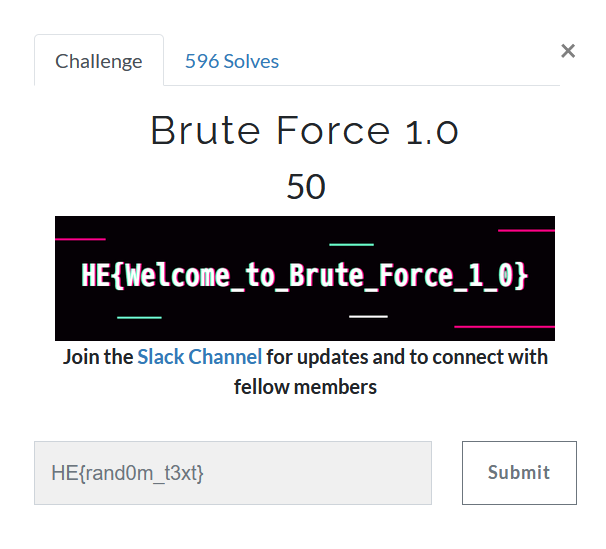 Challenge
596 Solves
×
Brute Force 1.0
50
HE{Welcome_to_Brute_Force_1_0}
Join the Slack Channel for updates and to connect with
fellow members
HE{rand0m_t3xt}
Submit